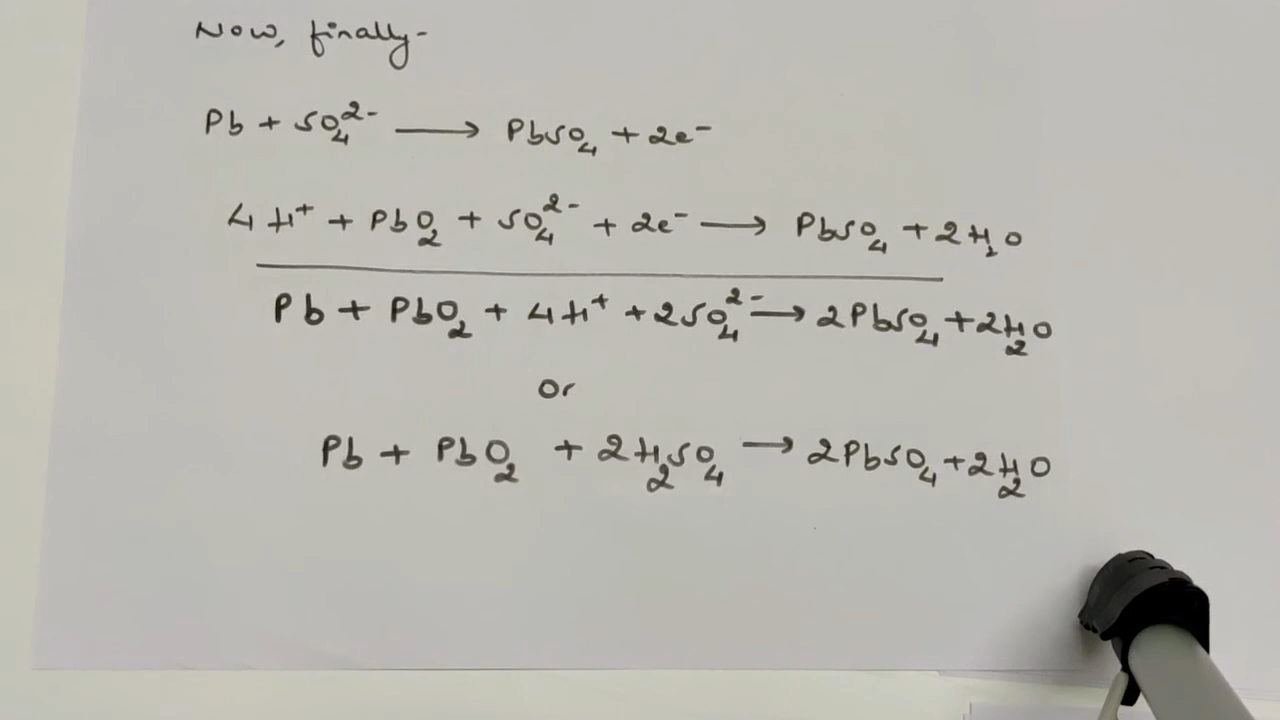 Now, finally-
Pb + SO₄²⁻ ⟶ PbSO₄ + 2e⁻
4H⁺ + PbO₂ + SO₄²⁻ + 2e⁻ ⟶ PbSO₄ + 2H₂O
Pb + PbO₂ + 4H⁺ + 2SO₄²⁻ ⟶ 2PbSO₄ + 2H₂O
Or
Pb + PbO₂ + 2H₂SO₄ ⟶ 2PbSO₄ + 2H₂O